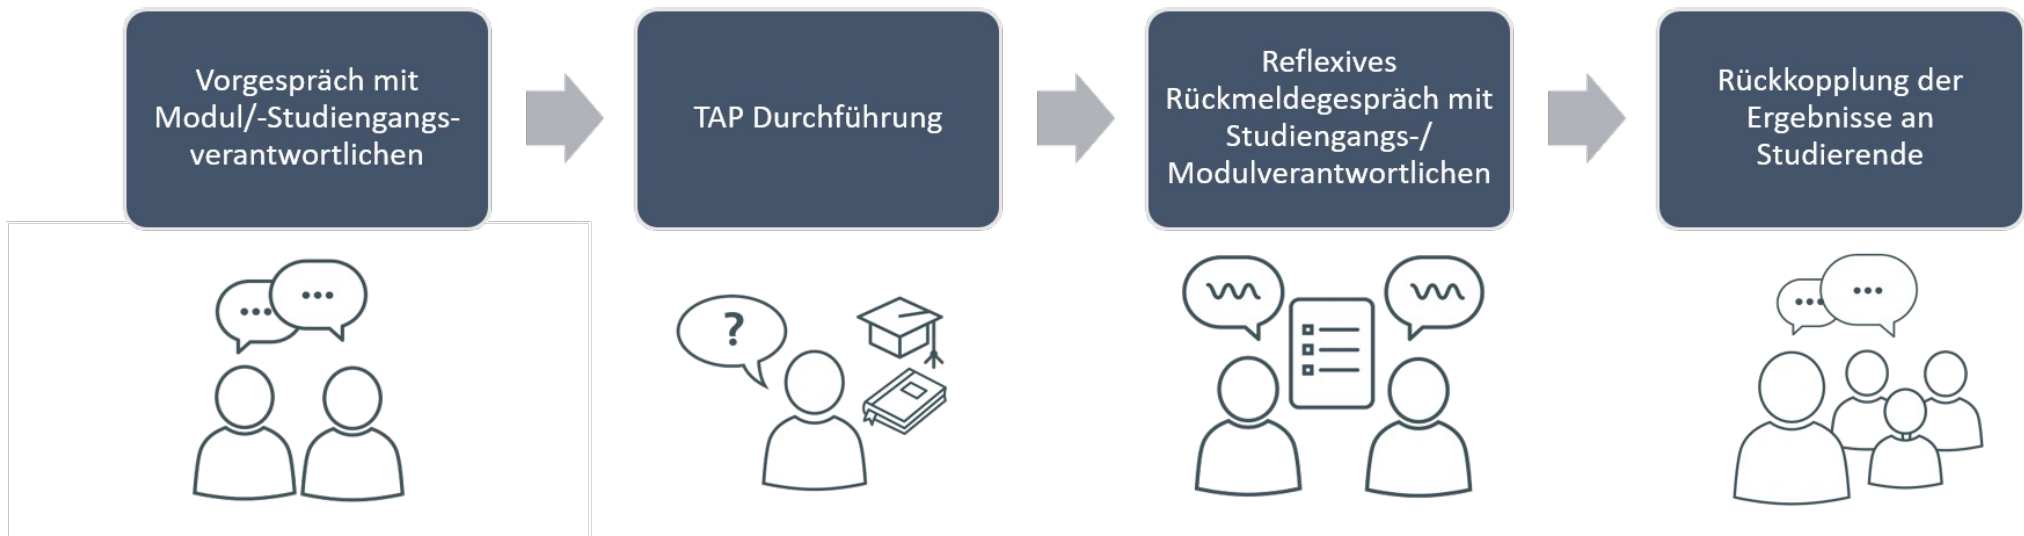 Vorgespräch mit
Modul/-Studiengangs-
verantwortlichen
TAP Durchführung
Reflexives
Rückmeldegespräch mit
Studiengangs-/
Modulverantwortlichen
Rückkopplung der
Ergebnisse an
Studierende
?